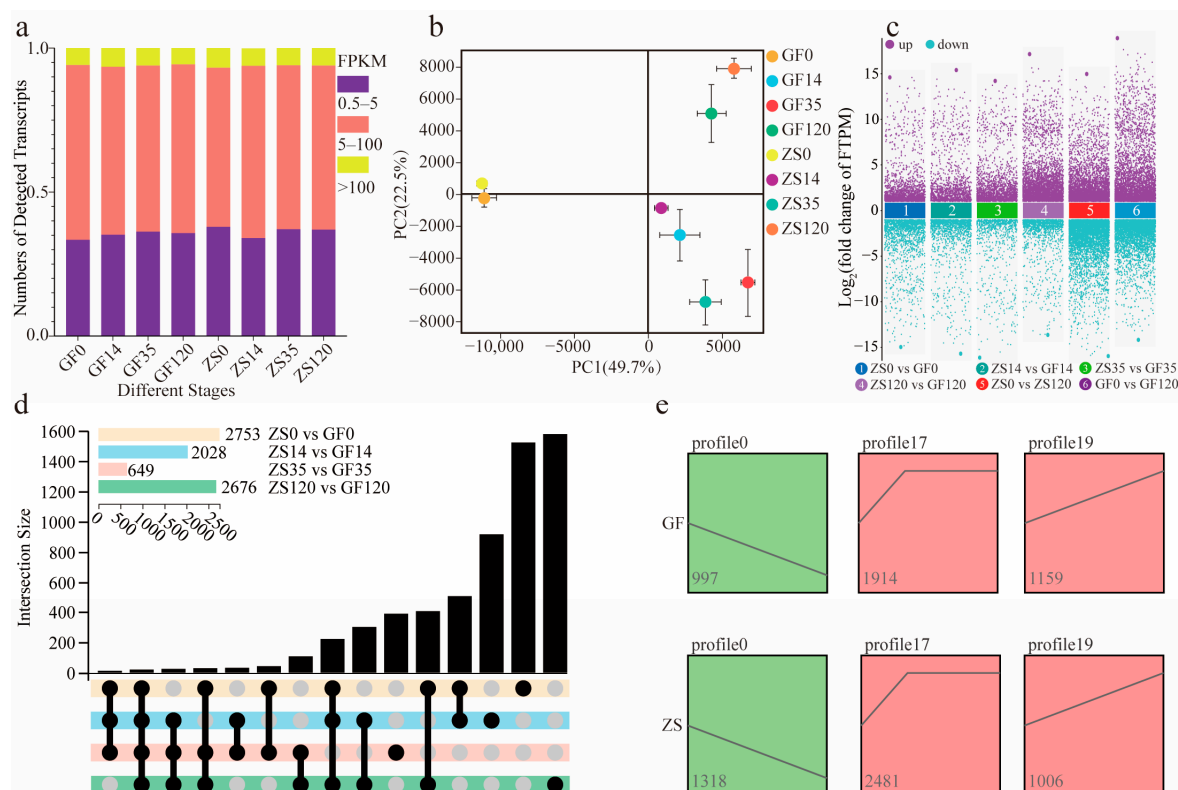 a
1.0
0.5
0.0
Numbers of Detected Transcripts
GF0
GF14
GF35
GF120
ZS0
ZS14
ZS35
ZS120
Different Stages
FPKM
0.5–5
5–100
>100
b
8000
6000
4000
2000
0
−2000
−4000
−6000
−8000
PC2(22.5%)
−10,000
−5000
0
5000
PC1(49.7%)
GF0
GF14
GF35
GF120
ZS0
ZS14
ZS35
ZS120
c
up
down
15
10
5
0
−5
−10
−15
Log2(fold change of FTPM)
1
2
3
4
5
6
1 ZS0 vs GF0
2 ZS14 vs GF14
3 ZS35 vs GF35
4 ZS120 vs GF120
5 ZS0 vs ZS120
6 GF0 vs GF120
d
1600
1400
1200
1000
800
600
400
200
0
Intersection Size
2753 ZS0 vs GF0
2028 ZS14 vs GF14
649 ZS35 vs GF35
2676 ZS120 vs GF120
0
500
1000
1500
2000
2500
e
profile0
profile17
profile19
GF
997
1914
1159
profile0
profile17
profile19
ZS
1318
2481
1006